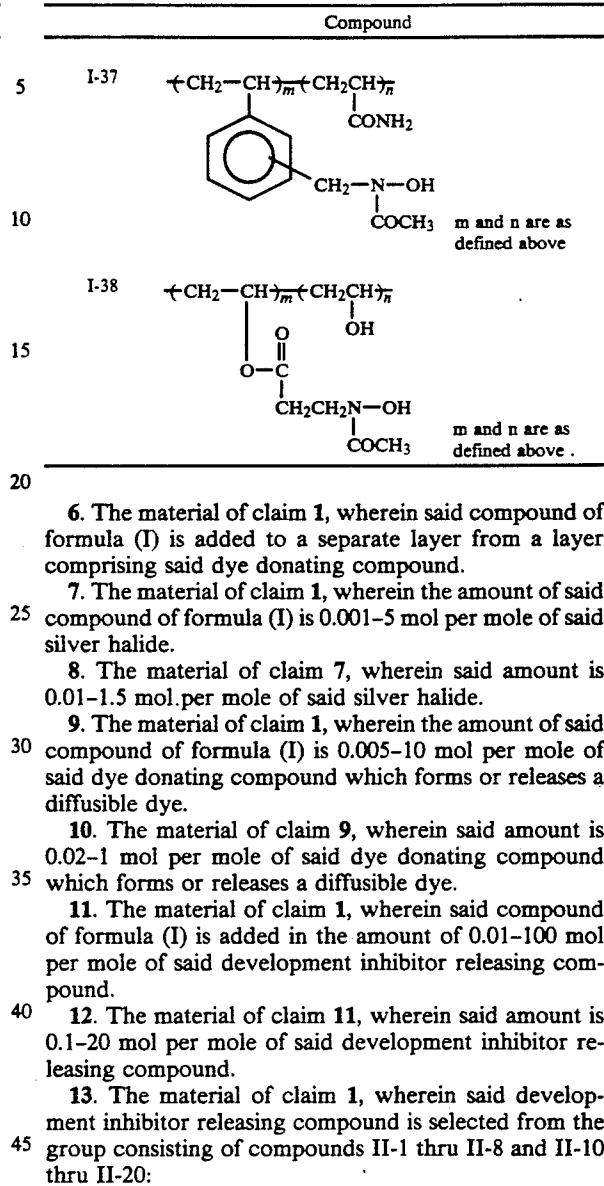 Compound
5 I-37 (CH2—CH)m(CH2CH)n
CONH2
CH2—N—OH
10 COCH3 m and n are as
defined above
I-38 (CH2—CH)m(CH2CH)n
O OH
15 O—C
CH2CH2N—OH
m and n are as
COCH3 defined above .
20
6. The material of claim 1, wherein said compound of
formula (I) is added to a separate layer from a layer
comprising said dye donating compound.
7. The material of claim 1, wherein the amount of said
25 compound of formula (I) is 0.001–5 mol per mole of said
silver halide.
8. The material of claim 7, wherein said amount is
0.01–1.5 mol.per mole of said silver halide.
9. The material of claim 1, wherein the amount of said
30 compound of formula (I) is 0.005–10 mol per mole of
said dye donating compound which forms or releases a
diffusible dye.
10. The material of claim 9, wherein said amount is
0.02–1 mol per mole of said dye donating compound
35 which forms or releases a diffusible dye.
11. The material of claim 1, wherein said compound
of formula (I) is added in the amount of 0.01–100 mol
per mole of said development inhibitor releasing com-
pound.
40 12. The material of claim 11, wherein said amount is
0.1–20 mol per mole of said development inhibitor re-
leasing compound.
13. The material of claim 1, wherein said develop-
ment inhibitor releasing compound is selected from the
45 group consisting of compounds II-1 thru II-8 and II-10
thru II-20: